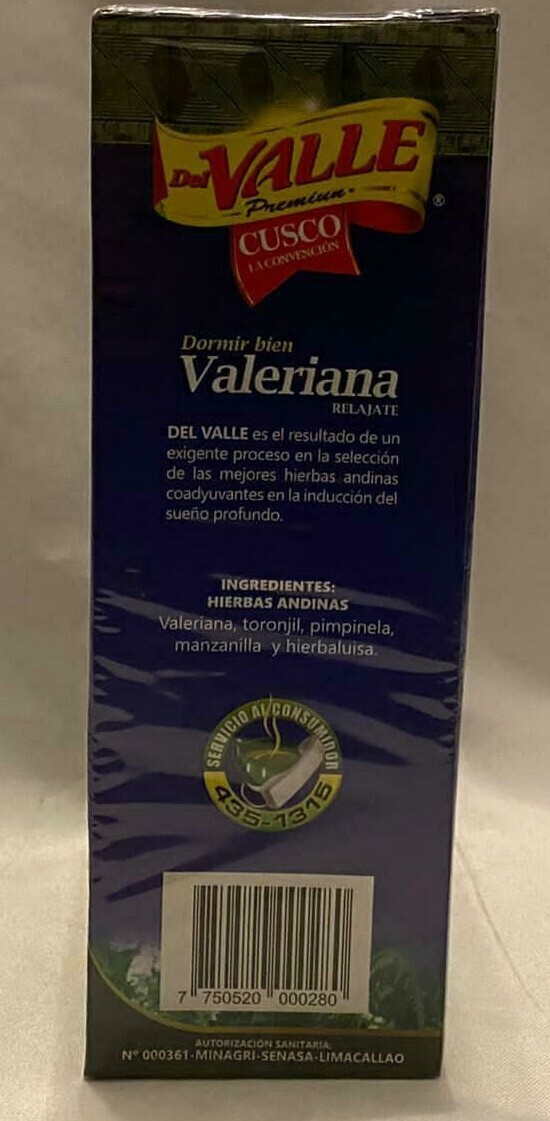 Del VALLE
Premiun
®
CUSCO
LA CONVENCIÓN
Dormir bien
Valeriana
RELAJATE
DEL VALLE es el resultado de un
exigente proceso en la selección
de las mejores hierbas andinas
coadyuvantes en la inducción del
sueño profundo.
INGREDIENTES:
HIERBAS ANDINAS
Valeriana, toronjil, pimpinela,
manzanilla y hierbaluisa.
SERVICIO AL CONSUMIDOR
435-1315
7 750520 000280
AUTORIZACIÓN SANITARIA:
N° 000361-MINAGRI-SENASA-LIMACALLAO